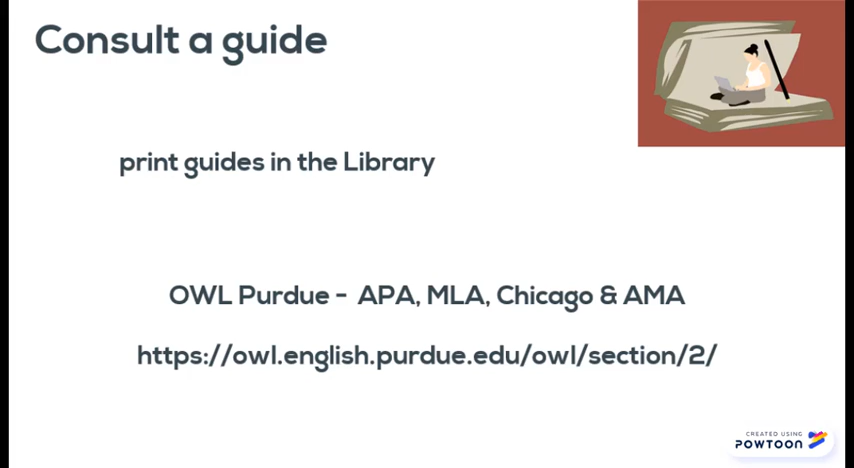 Consult a guide
print guides in the Library
OWL Purdue - APA, MLA, Chicago & AMA
https://owl.english.purdue.edu/owl/section/2/
CREATED USING
POWTOON